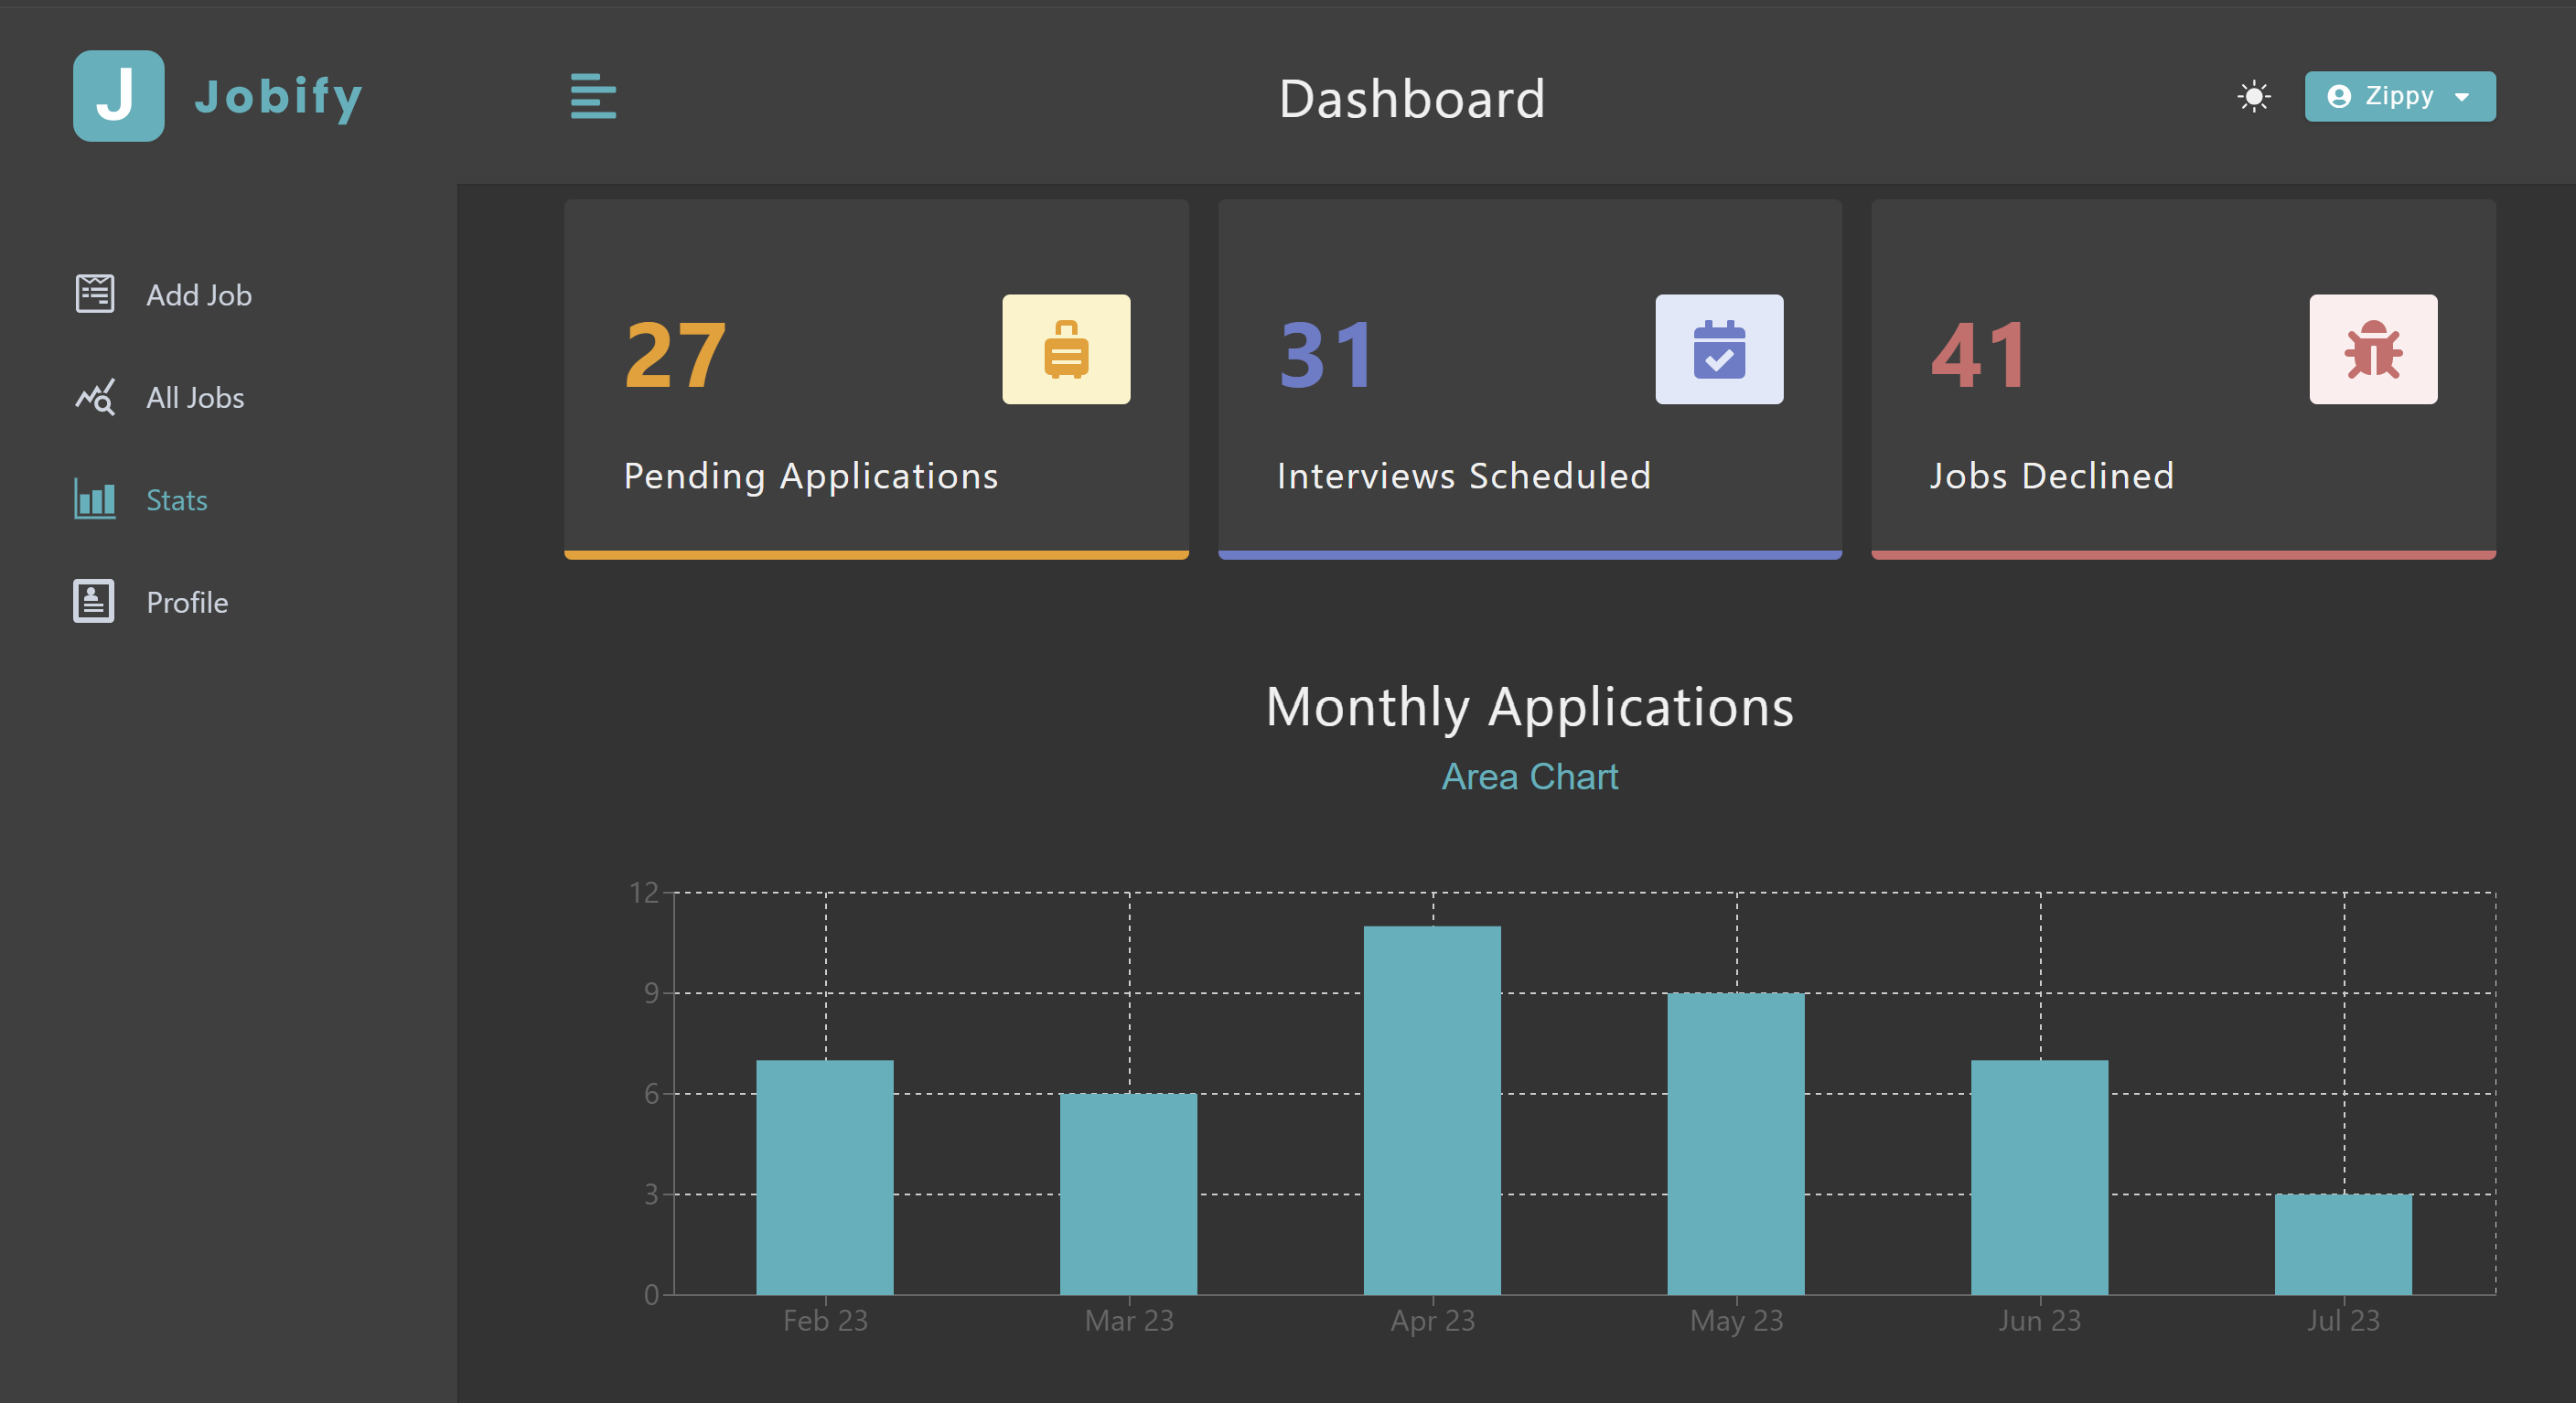 J Jobify
Dashboard
Zippy
Add Job
All Jobs
Stats
Profile
27
Pending Applications
31
Interviews Scheduled
41
Jobs Declined
Monthly Applications
Area Chart
12
9
6
3
0
Feb 23 Mar 23 Apr 23 May 23 Jun 23 Jul 23